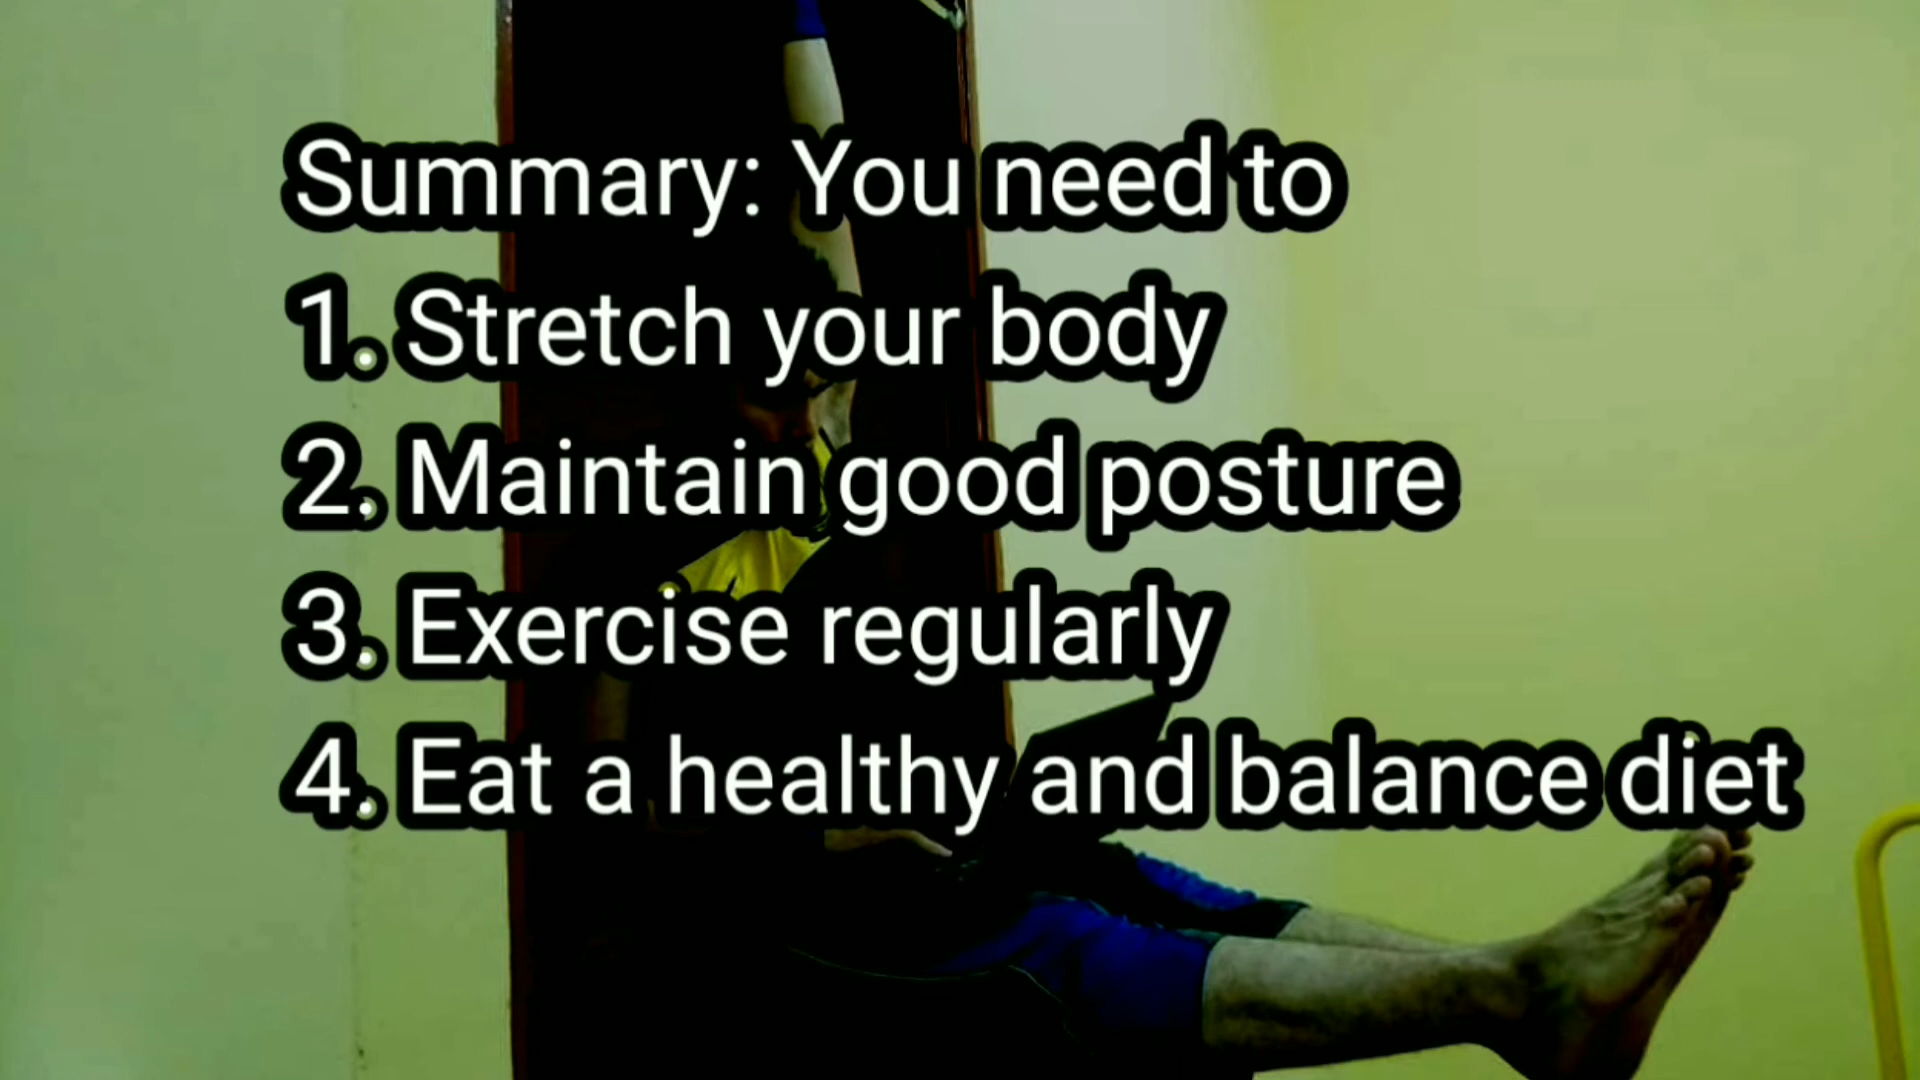 Summary: You need to
1. Stretch your body
2. Maintain good posture
3. Exercise regularly
4. Eat a healthy and balance diet